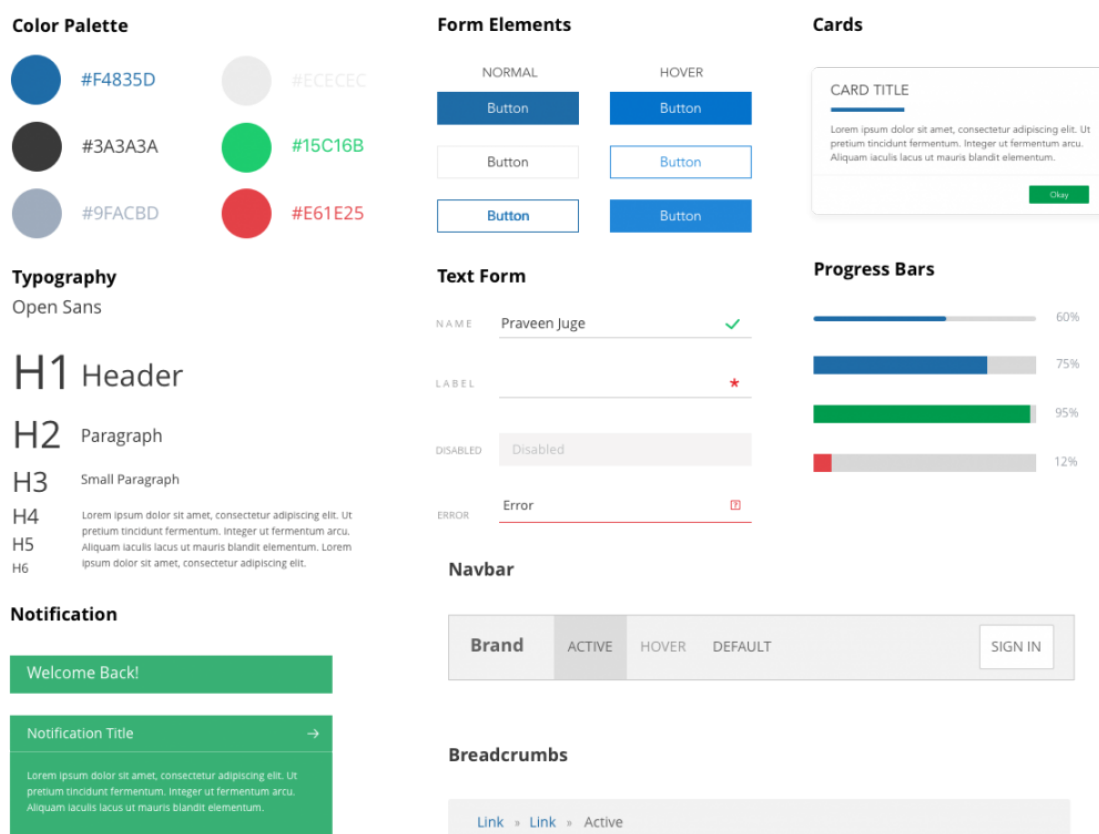 Color Palette
#F4835D
#ECECEC
#3A3A3A
#15C16B
#9FACBD
#E61E25
Typography
Open Sans
H1 Header
H2 Paragraph
H3 Small Paragraph
H4
H5
H6
Lorem ipsum dolor sit amet, consectetur adipiscing elit. Ut
pretium tincidunt fermentum. Integer ut fermentum arcu.
Aliquam iaculis lacus ut mauris blandit elementum. Lorem
ipsum dolor sit amet, consectetur adipiscing elit.
Notification
Welcome Back!
Notification Title →
Lorem ipsum dolor sit amet, consectetur adipiscing elit. Ut
pretium tincidunt fermentum. Integer ut fermentum arcu.
Aliquam iaculis lacus ut mauris blandit elementum.
Form Elements
NORMAL HOVER
Button Button
Button Button
Button Button
Text Form
NAME Praveen Juge
LABEL *
DISABLED Disabled
ERROR Error ?
Cards
CARD TITLE
Lorem ipsum dolor sit amet, consectetur adipiscing elit. Ut
pretium tincidunt fermentum. Integer ut fermentum arcu.
Aliquam iaculis lacus ut mauris blandit elementum.
Okay
Progress Bars
60%
75%
95%
12%
Navbar
Brand ACTIVE HOVER DEFAULT SIGN IN
Breadcrumbs
Link » Link » Active